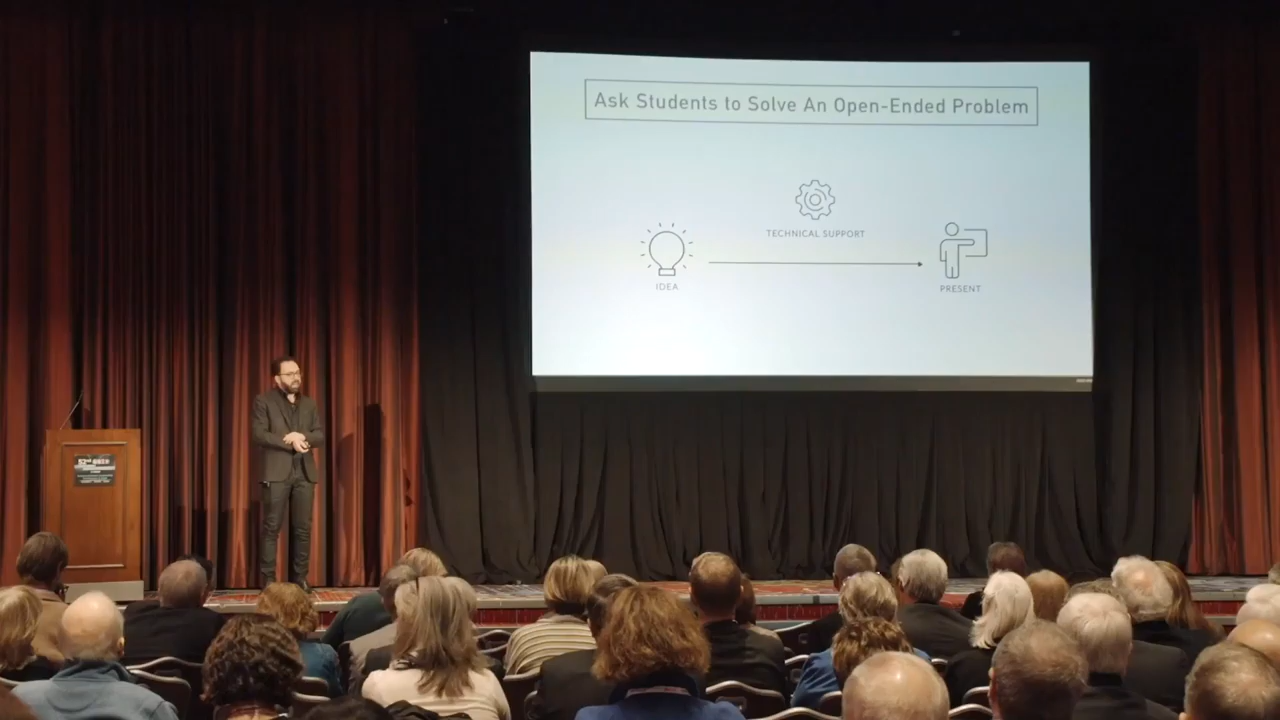 Ask Students to Solve An Open-Ended Problem
TECHNICAL SUPPORT
IDEA
PRESENT